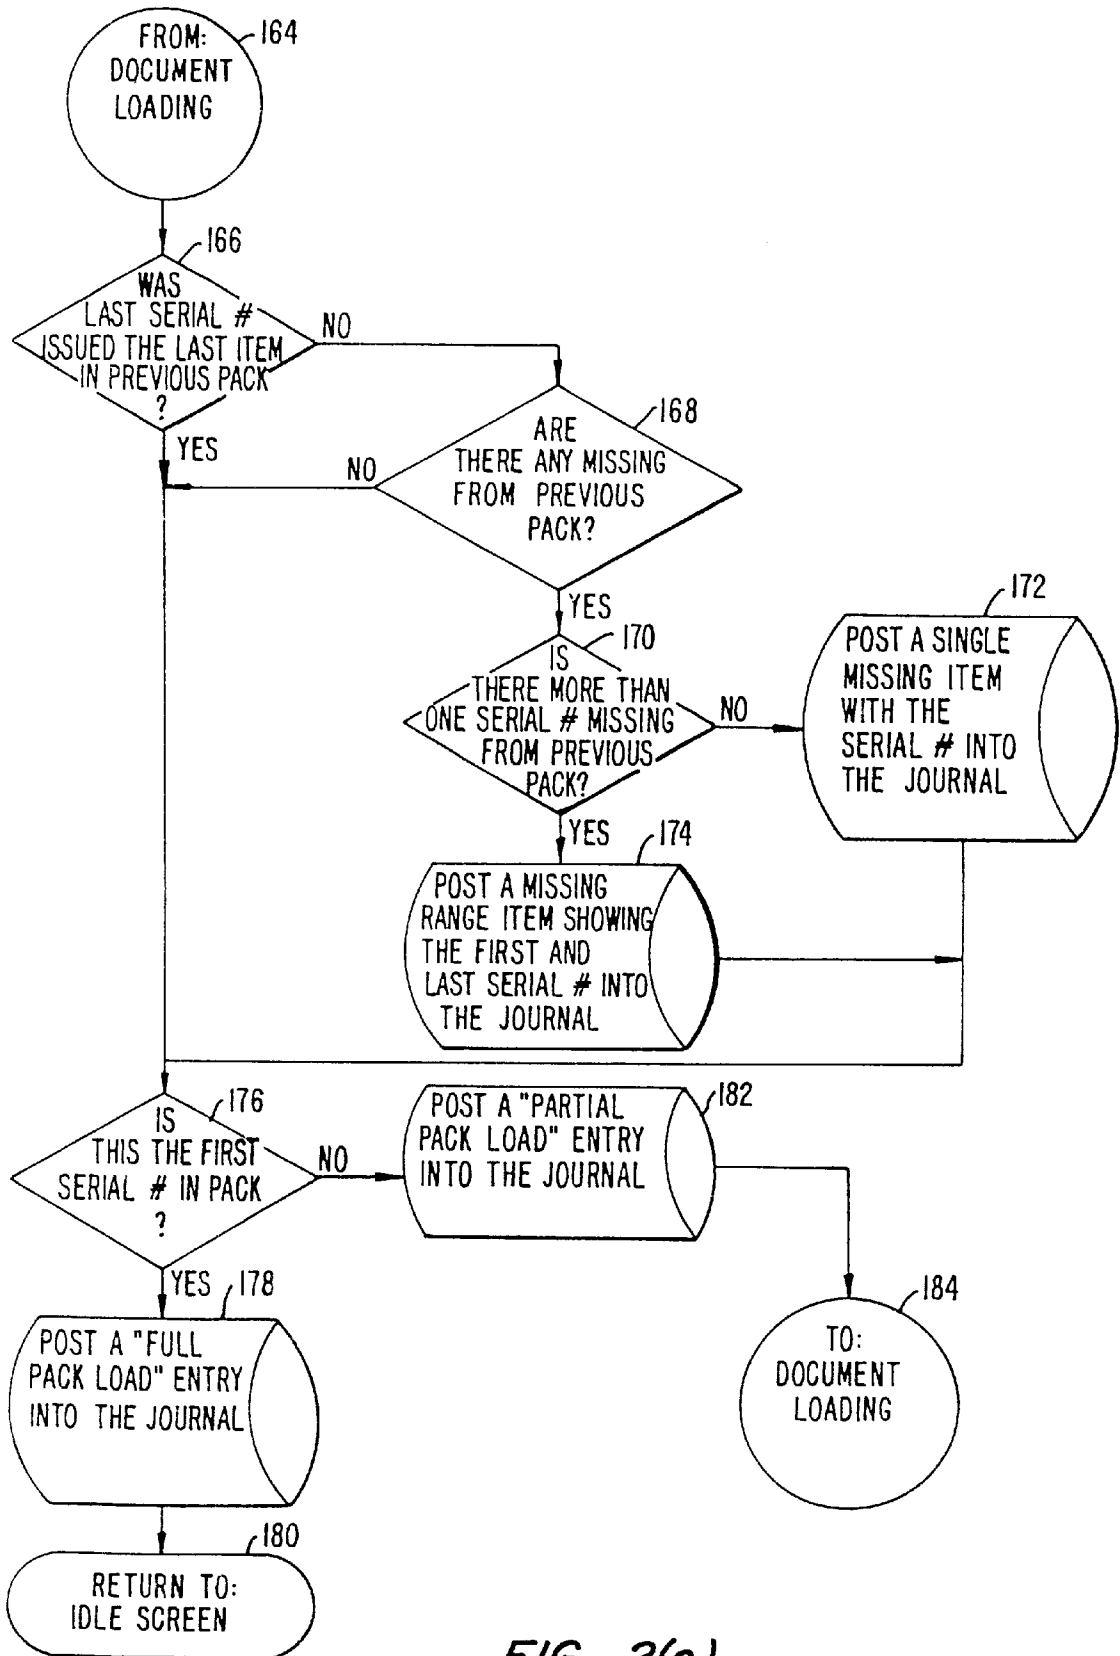 FROM:
DOCUMENT
LOADING
164
166
WAS
LAST SERIAL #
ISSUED THE LAST ITEM
IN PREVIOUS PACK
?
NO
YES
168
ARE
THERE ANY MISSING
FROM PREVIOUS
PACK?
NO
YES
170
IS
THERE MORE THAN
ONE SERIAL # MISSING
FROM PREVIOUS
PACK?
NO
YES
172
POST A SINGLE
MISSING ITEM
WITH THE
SERIAL # INTO
THE JOURNAL
174
POST A MISSING
RANGE ITEM SHOWING
THE FIRST AND
LAST SERIAL # INTO
THE JOURNAL
176
IS
THIS THE FIRST
SERIAL # IN PACK
?
NO
YES
182
POST A "PARTIAL
PACK LOAD" ENTRY
INTO THE JOURNAL
184
TO:
DOCUMENT
LOADING
178
POST A "FULL
PACK LOAD" ENTRY
INTO THE JOURNAL
180
RETURN TO:
IDLE SCREEN